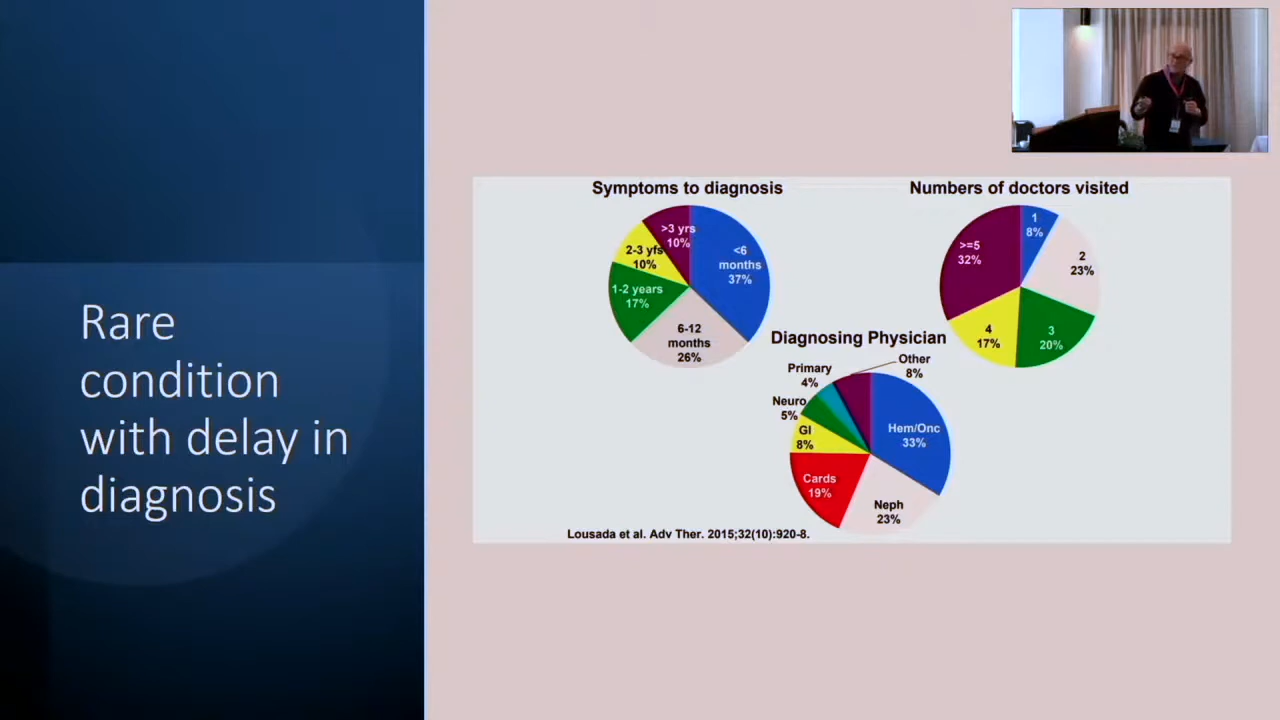 Rare
condition
with delay in
diagnosis
Symptoms to diagnosis
>3 yrs
10%
<6
months
37%
2-3 yfs
10%
1-2 years
17%
6-12
months
26%
Numbers of doctors visited
1
8%
>=5
32%
2
23%
4
17%
3
20%
Diagnosing Physician
Other
8%
Primary
4%
Neuro
5%
GI
8%
Hem/Onc
33%
Cards
19%
Neph
23%
Lousada et al. Adv Ther. 2015;32(10):920-8.